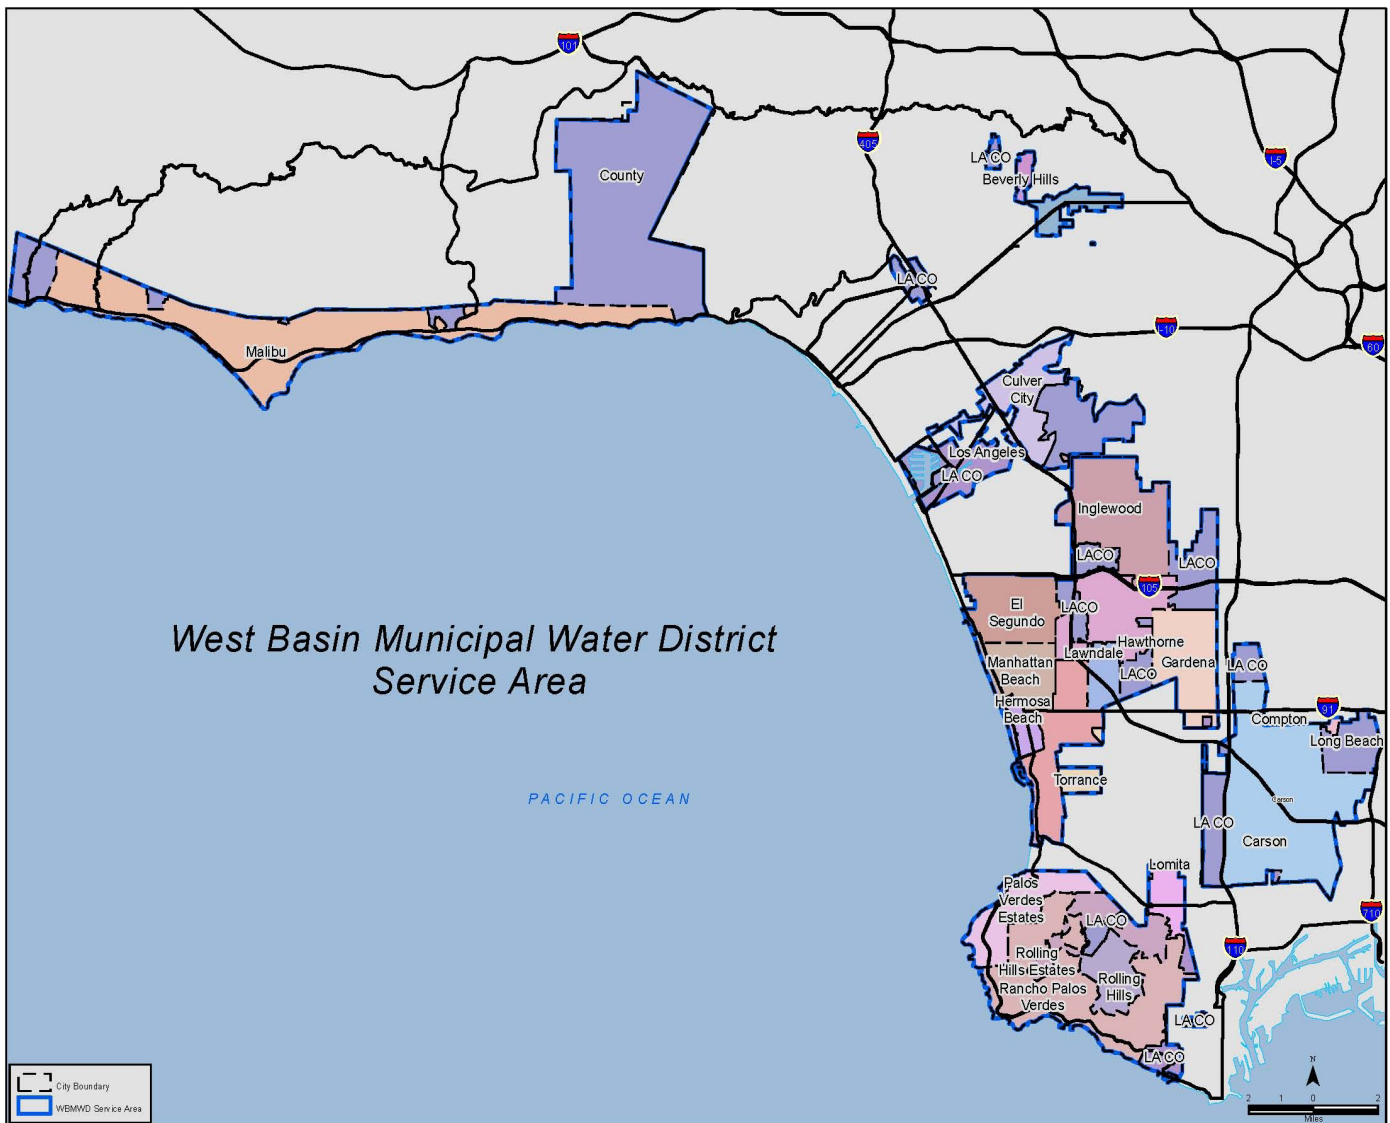 101
405
I-5
County
LA CO
Beverly Hills
LA CO
I-10
60
Malibu
Culver
City
Los Angeles
LA CO
Inglewood
LACO
LACO
105
El
Segundo
LACO
Hawthorne
Lawndale
Gardena
LACO
Manhattan
Beach
LA CO
Hermosa
Beach
91
Compton
Long Beach
West Basin Municipal Water District
Service Area
PACIFIC OCEAN
Torrance
Carson
LA CO
Carson
Lomita
Palos
Verdes
Estates
LA CO
710
110
Rolling
Hills Estates
Rancho Palos
Verdes
Rolling
Hills
LA CO
LA CO
City Boundary
WBMWD Service Area
N
2 1 0 2
Miles